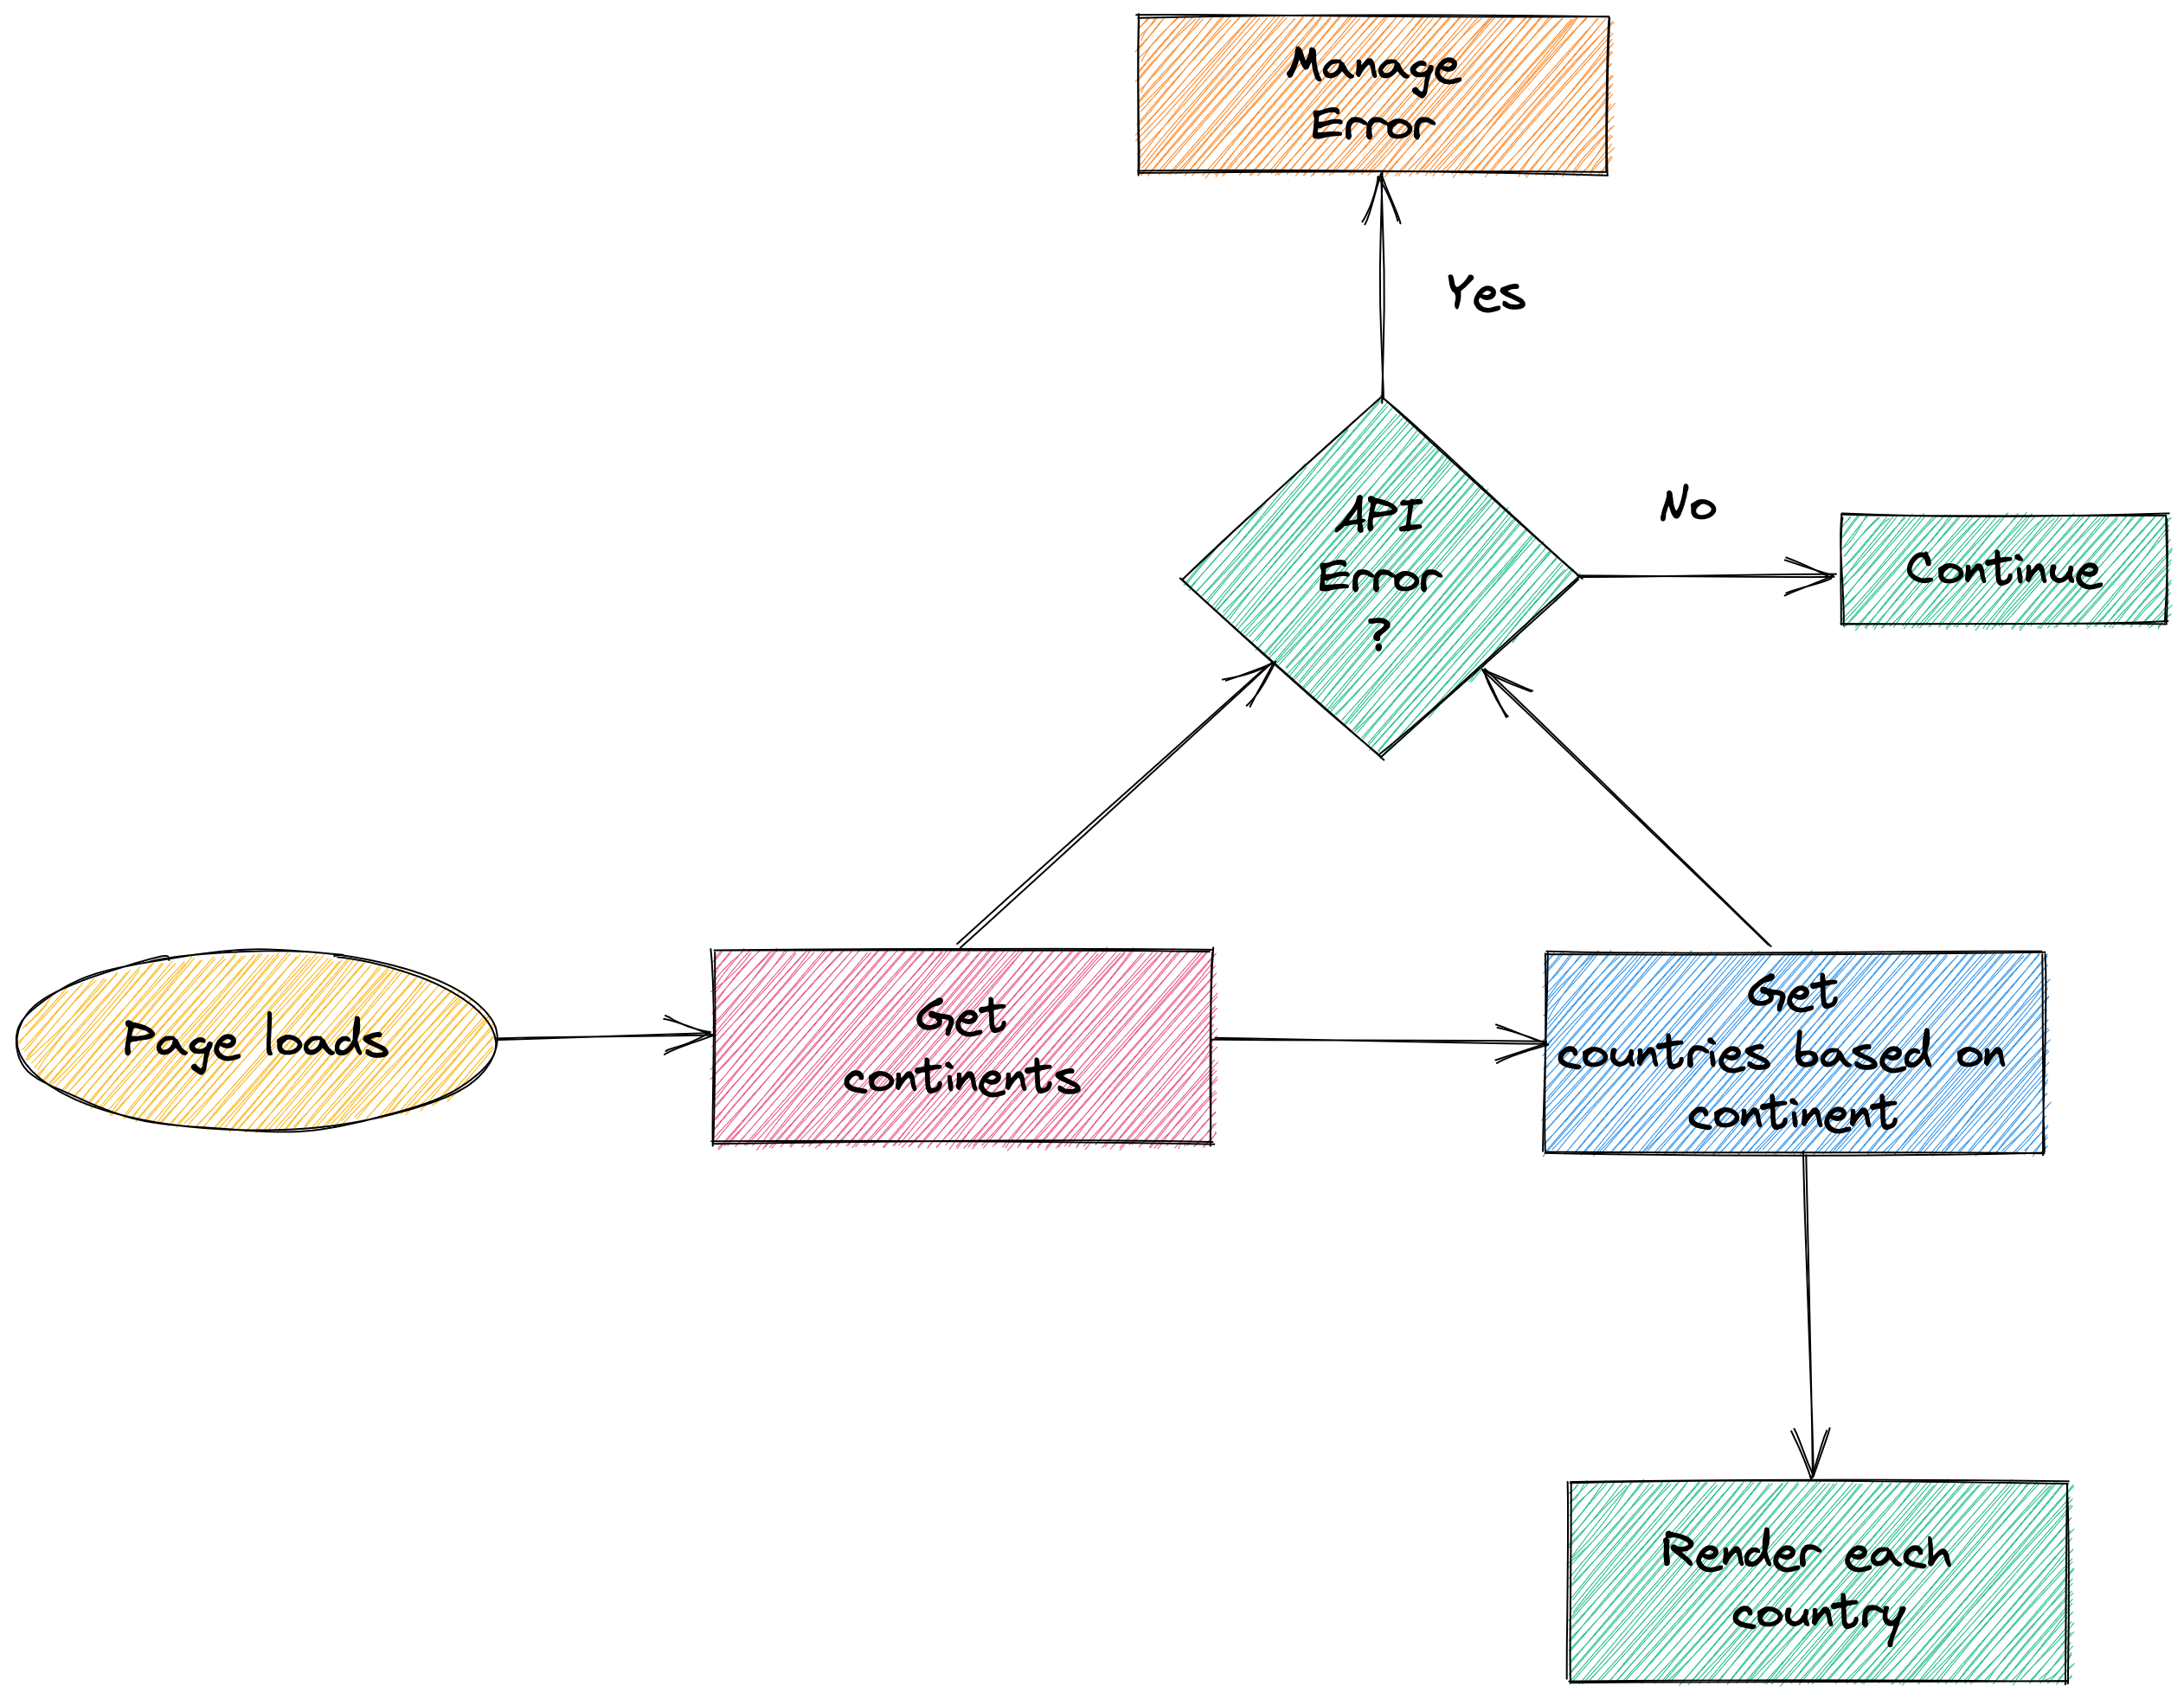 Manage
Error
Yes
API
Error
?
No
Continue
Page loads
Get
continents
Get
countries based on
continent
Render each
country